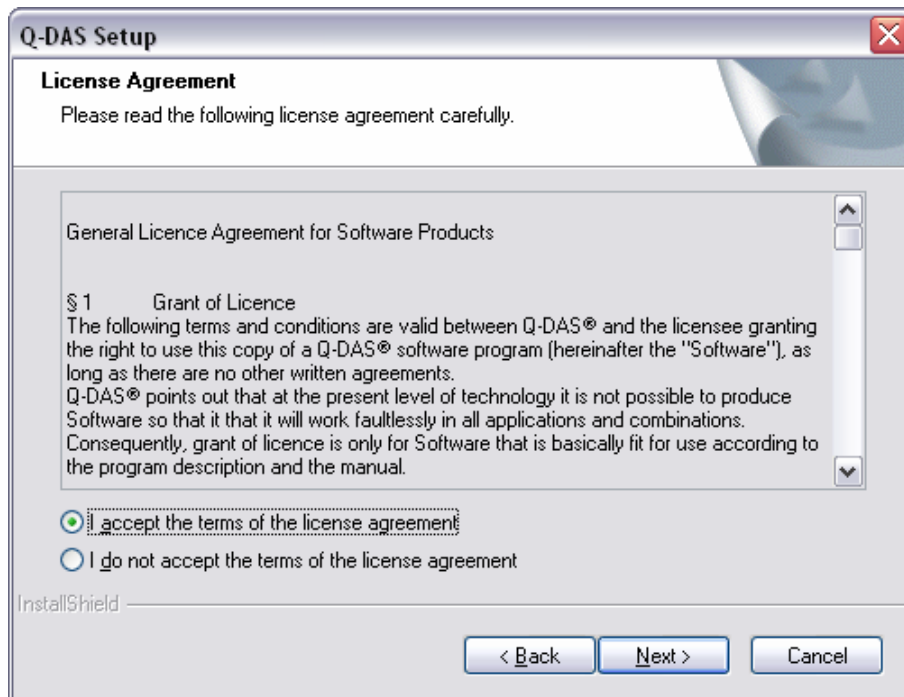 Q-DAS Setup
License Agreement
Please read the following license agreement carefully.
General Licence Agreement for Software Products
§ 1 Grant of Licence
The following terms and conditions are valid between Q-DAS® and the licensee granting
the right to use this copy of a Q-DAS® software program (hereinafter the "Software"), as
long as there are no other written agreements.
Q-DAS® points out that at the present level of technology it is not possible to produce
Software so that it that it will work faultlessly in all applications and combinations.
Consequently, grant of licence is only for Software that is basically fit for use according to
the program description and the manual.
I accept the terms of the license agreement
I do not accept the terms of the license agreement
InstallShield
< Back Next > Cancel